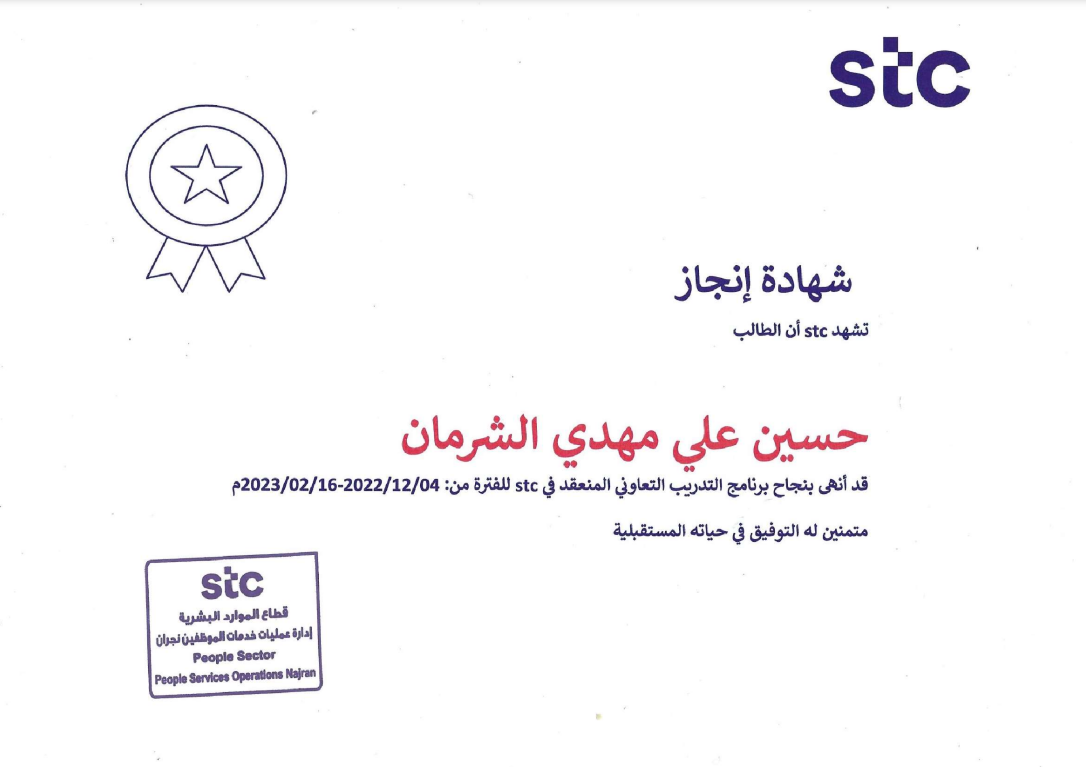 stc
شهادة إنجاز
تشهد stc أن الطالب
حسين علي مهدي الشرمان
قد أنهى بنجاح برنامج التدريب التعاوني المنعقد في stc للفترة من: 2022/12/04-2023/02/16م
متمنين له التوفيق في حياته المستقبلية
stc
قطاع الموارد البشرية
إدارة عمليات خدمات الموظفين نجران
People Sector
People Services Operations Najran